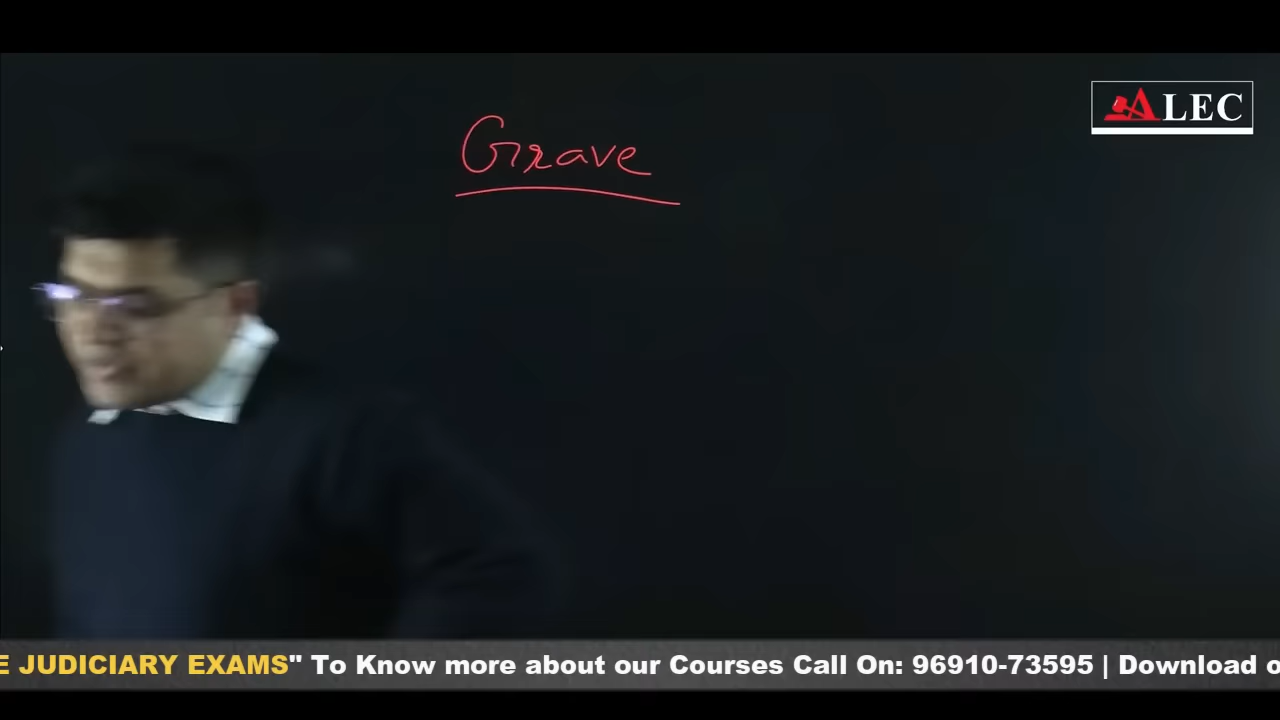 Grave
ALEC
E JUDICIARY EXAMS" To Know more about our Courses Call On: 96910-73595 | Download o